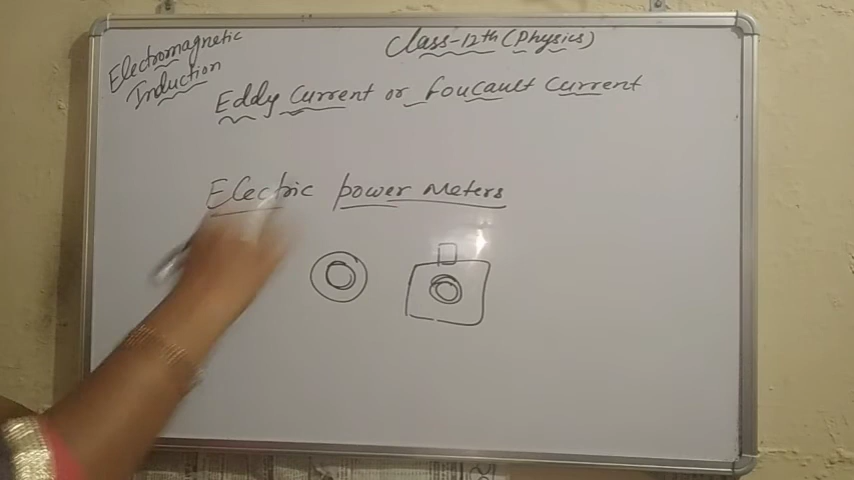 Electromagnetic
Induction
Class-12th (Physics)
Eddy Current or Foucault Current
Electric power Meters